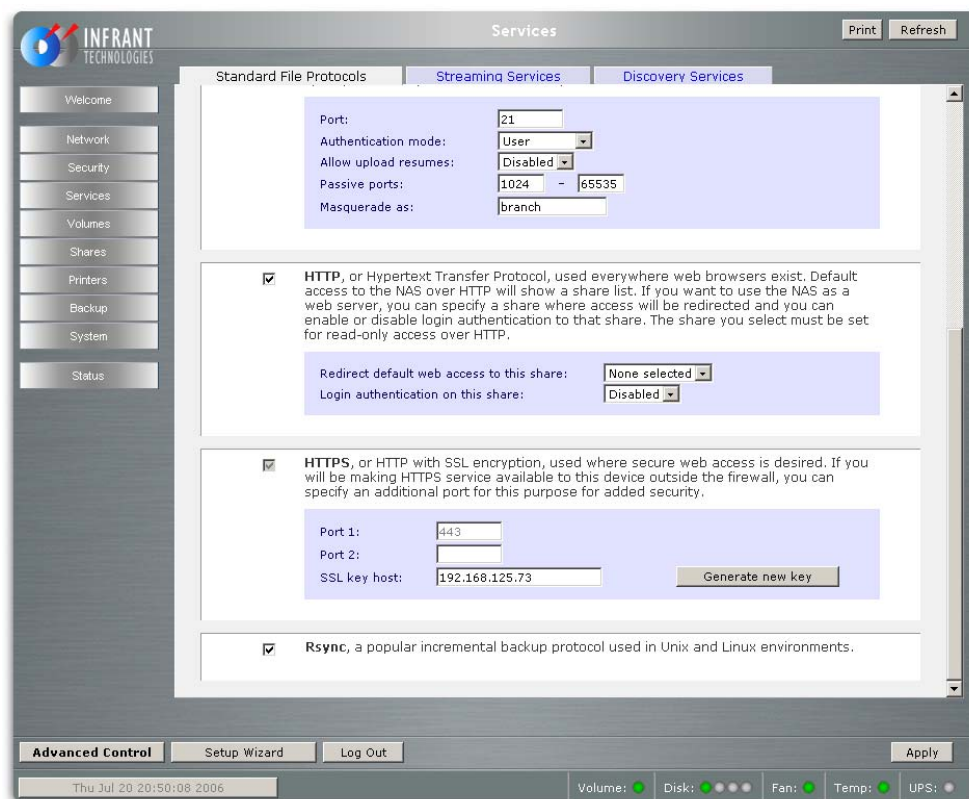 INFRANT
TECHNOLOGIES
Services
Print
Refresh
Standard File Protocols
Streaming Services
Discovery Services
Welcome
Network
Security
Services
Volumes
Shares
Printers
Backup
System
Status
Port: 21
Authentication mode: User
Allow upload resumes: Disabled
Passive ports: 1024 - 65535
Masquerade as: branch
HTTP, or Hypertext Transfer Protocol, used everywhere web browsers exist. Default
access to the NAS over HTTP will show a share list. If you want to use the NAS as a
web server, you can specify a share where access will be redirected and you can
enable or disable login authentication to that share. The share you select must be set
for read-only access over HTTP.
Redirect default web access to this share: None selected
Login authentication on this share: Disabled
HTTPS, or HTTP with SSL encryption, used where secure web access is desired. If you
will be making HTTPS service available to this device outside the firewall, you can
specify an additional port for this purpose for added security.
Port 1: 443
Port 2:
SSL key host: 192.168.125.73
Generate new key
Rsync, a popular incremental backup protocol used in Unix and Linux environments.
Advanced Control
Setup Wizard
Log Out
Apply
Thu Jul 20 20:50:08 2006
Volume:
Disk:
Fan:
Temp:
UPS: